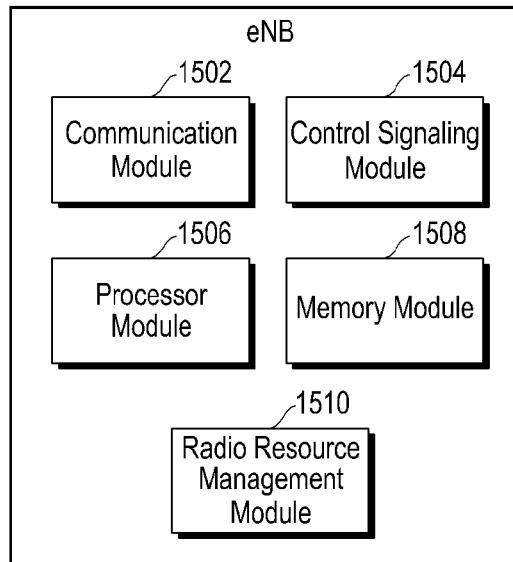 eNB
1502
Communication
Module
1504
Control Signaling
Module
1506
Processor
Module
1508
Memory Module
1510
Radio Resource
Management
Module